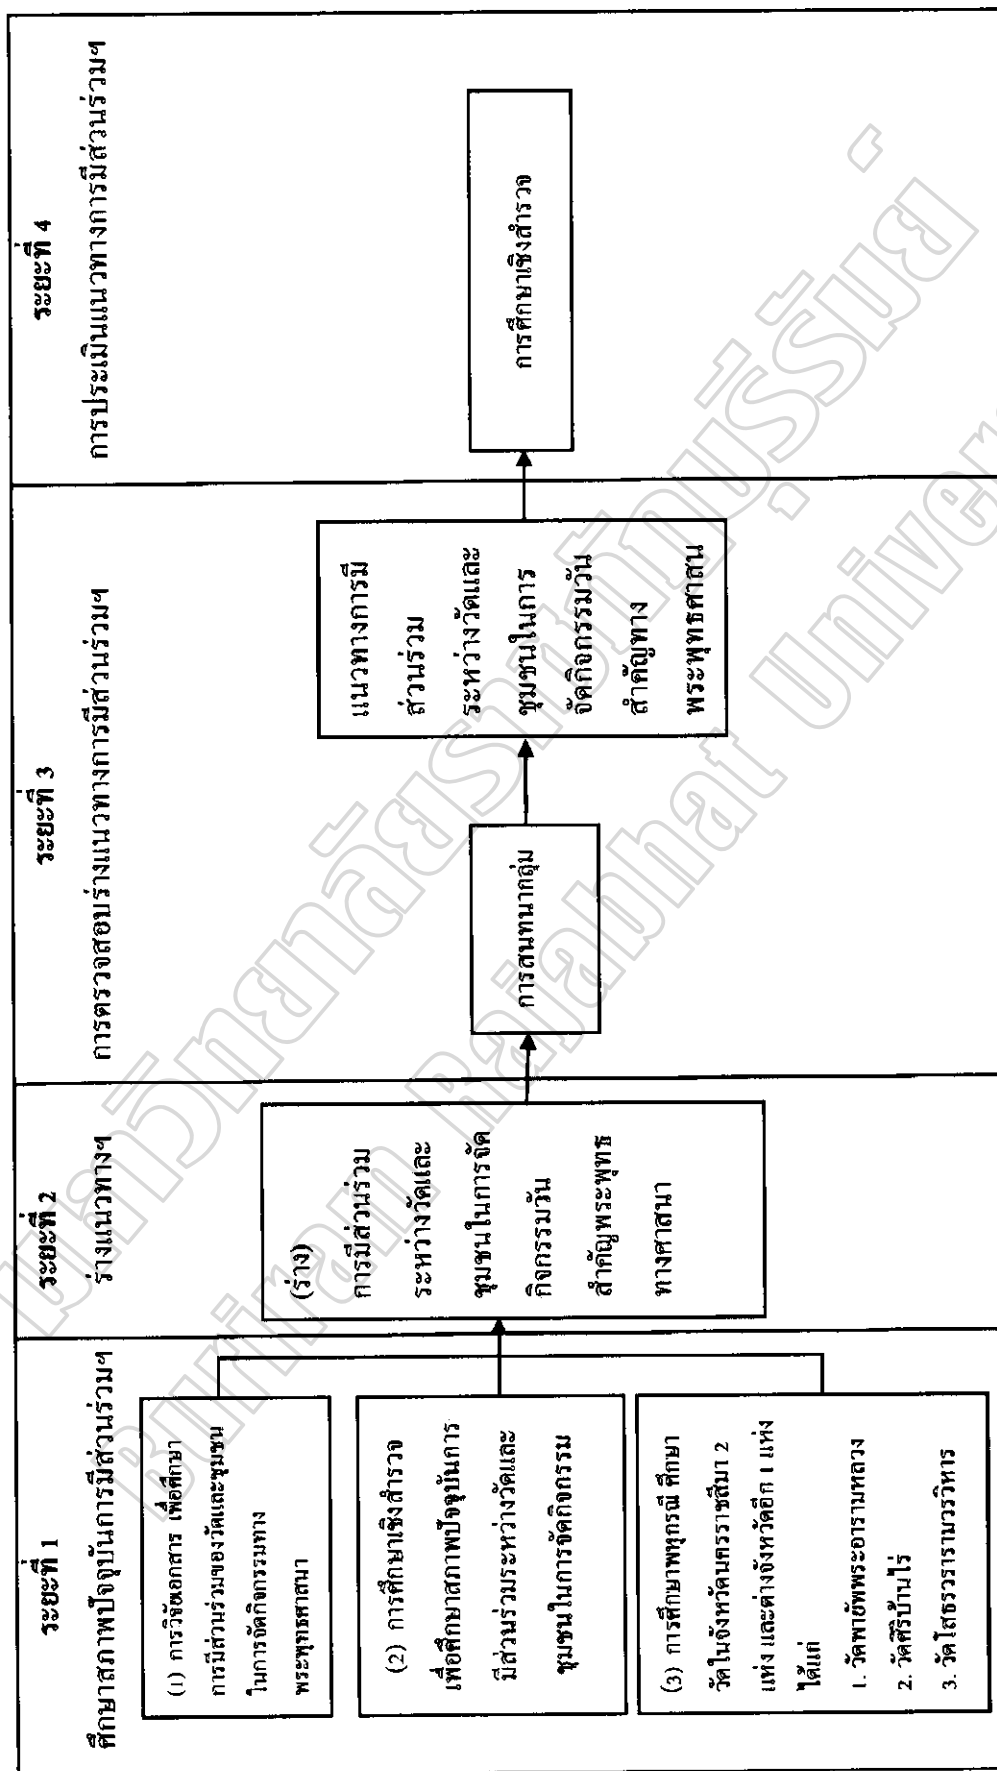 ระยะที่ 1
ศึกษาสภาพปัจจุบันการมีส่วนร่วมฯ
(1) การวิจัยเอกสาร เพื่อศึกษา
การมีส่วนร่วมของวัดและชุมชน
ในการจัดกิจกรรมทาง
พระพุทธศาสนา
(2) การศึกษาเชิงสำรวจ
เพื่อศึกษาสภาพปัจจุบันการ
มีส่วนร่วมระหว่างวัดและ
ชุมชนในการจัดกิจกรรม
(3) การศึกษาพหุกรณี ศึกษา
วัดในจังหวัดนครราชสีมา 2
แห่ง และต่างจังหวัดอีก 1 แห่ง
ได้แก่
1. วัดพายัพพระอารามหลวง
2. วัดศิริบ้านไร่
3. วัดโสธรวรารามวรวิหาร
ระยะที่ 2
ร่างแนวทางฯ
(ร่าง)
การมีส่วนร่วม
ระหว่างวัดและ
ชุมชนในการจัด
กิจกรรมวัน
สำคัญพระพุทธ
ทางศาสนา
ระยะที่ 3
การตรวจสอบร่างแนวทางการมีส่วนร่วมฯ
การสนทนากลุ่ม
แนวทางการมี
ส่วนร่วม
ระหว่างวัดและ
ชุมชนในการ
จัดกิจกรรมวัน
สำคัญทาง
พระพุทธศาสน
ระยะที่ 4
การประเมินแนวทางการมีส่วนร่วมฯ
การศึกษาเชิงสำรวจ
มหาวิทยาลัยราชภัฏบุรีรัมย์
Buriram Rajabhat Univer